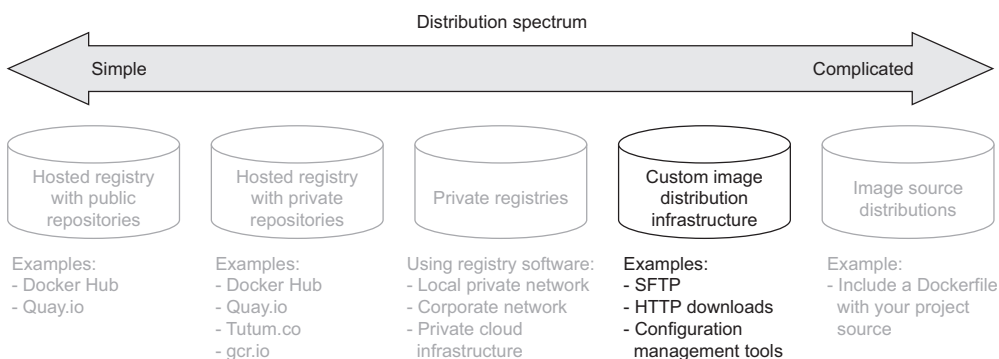 Distribution spectrum
Simple
Complicated
Hosted registry
with public
repositories
Hosted registry
with private
repositories
Private registries
Custom image
distribution
infrastructure
Image source
distributions
Examples:
- Docker Hub
- Quay.io
Examples:
- Docker Hub
- Quay.io
- Tutum.co
- gcr.io
Using registry software:
- Local private network
- Corporate network
- Private cloud
infrastructure
Examples:
- SFTP
- HTTP downloads
- Configuration
management tools
Example:
- Include a Dockerfile
with your project
source